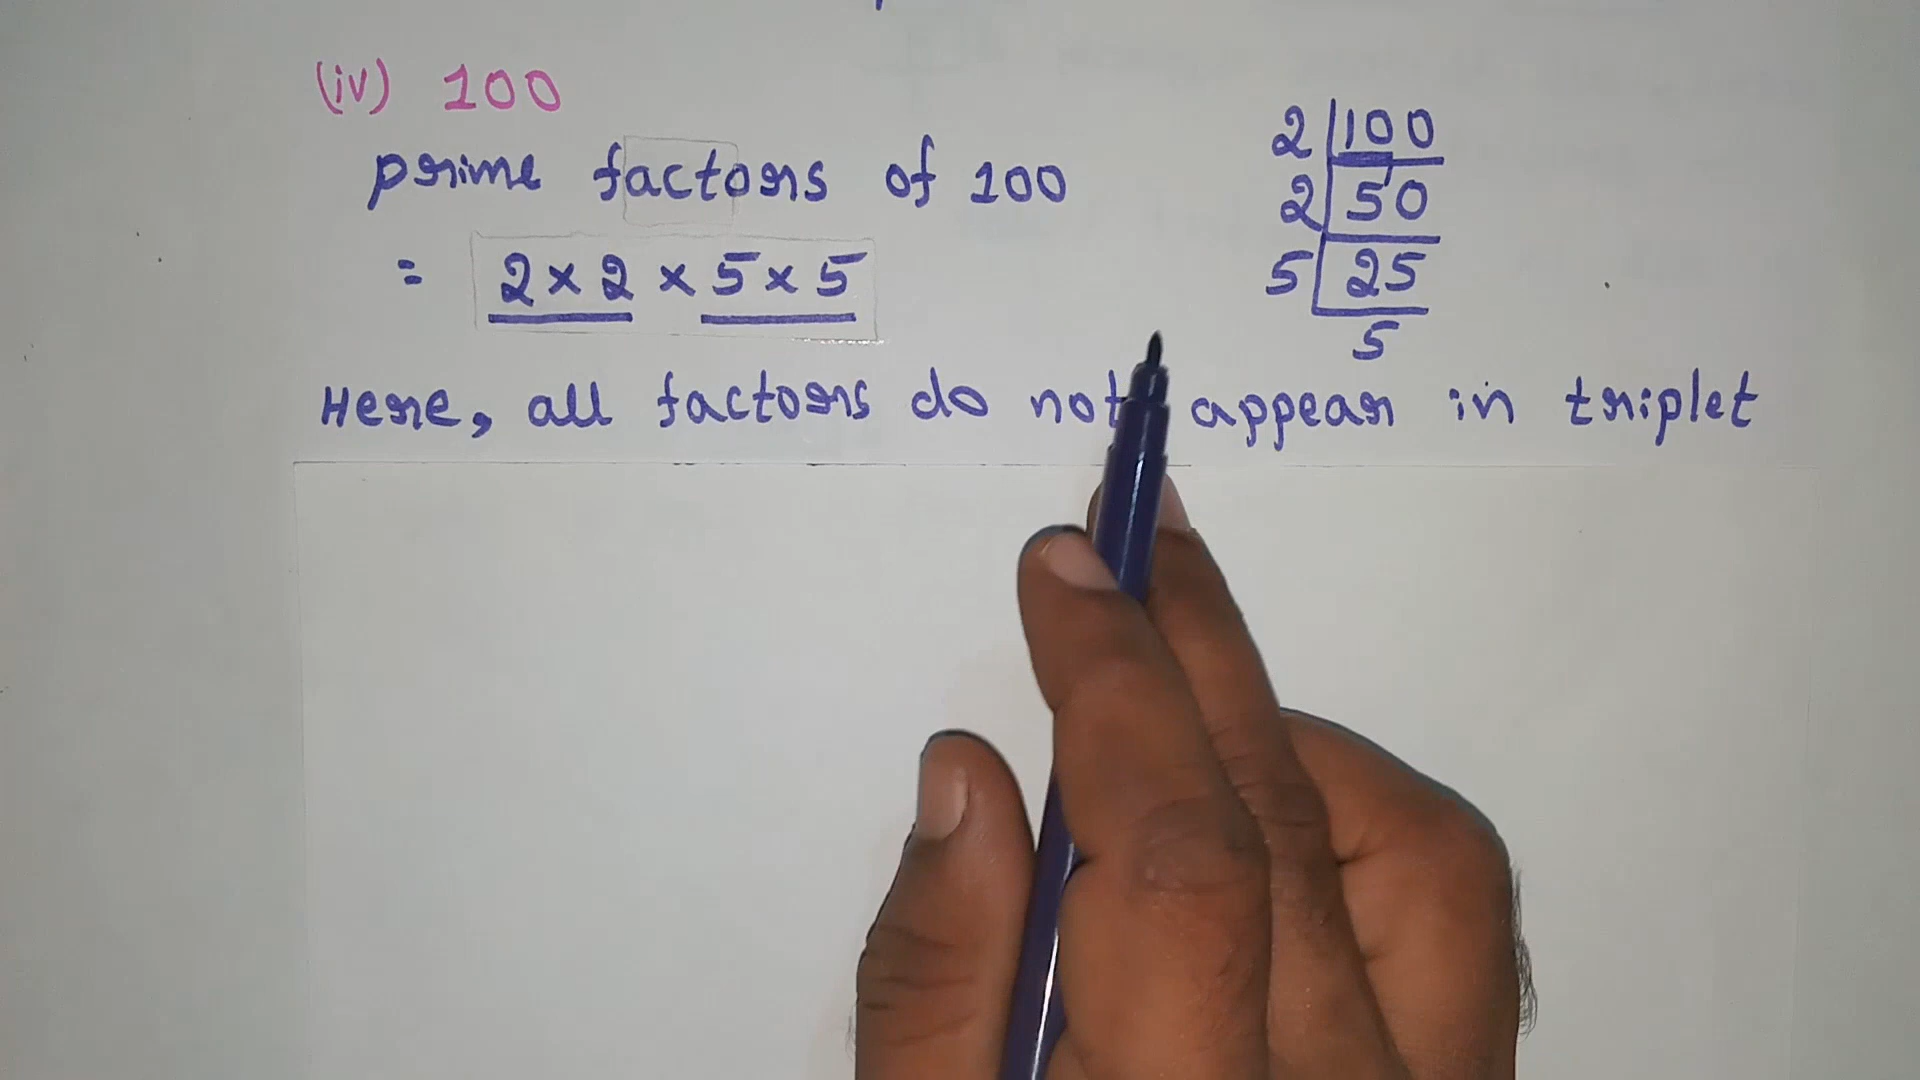 (iv) 100
prime factors of 100
= 2 × 2 × 5 × 5
2 | 100
2 | 50
5 | 25
5
Here, all factors do not appear in triplet